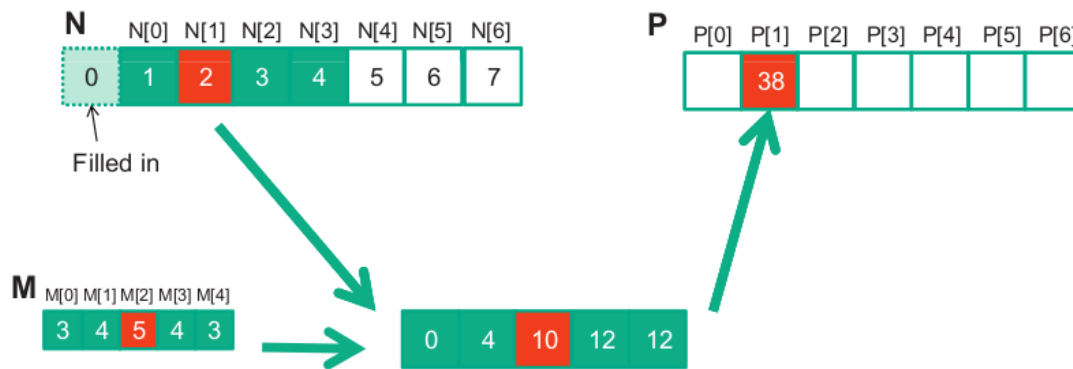 N
N[0] N[1] N[2] N[3] N[4] N[5] N[6]
0 1 2 3 4 5 6 7
Filled in
P
P[0] P[1] P[2] P[3] P[4] P[5] P[6]
38
M
M[0] M[1] M[2] M[3] M[4]
3 4 5 4 3
0 4 10 12 12